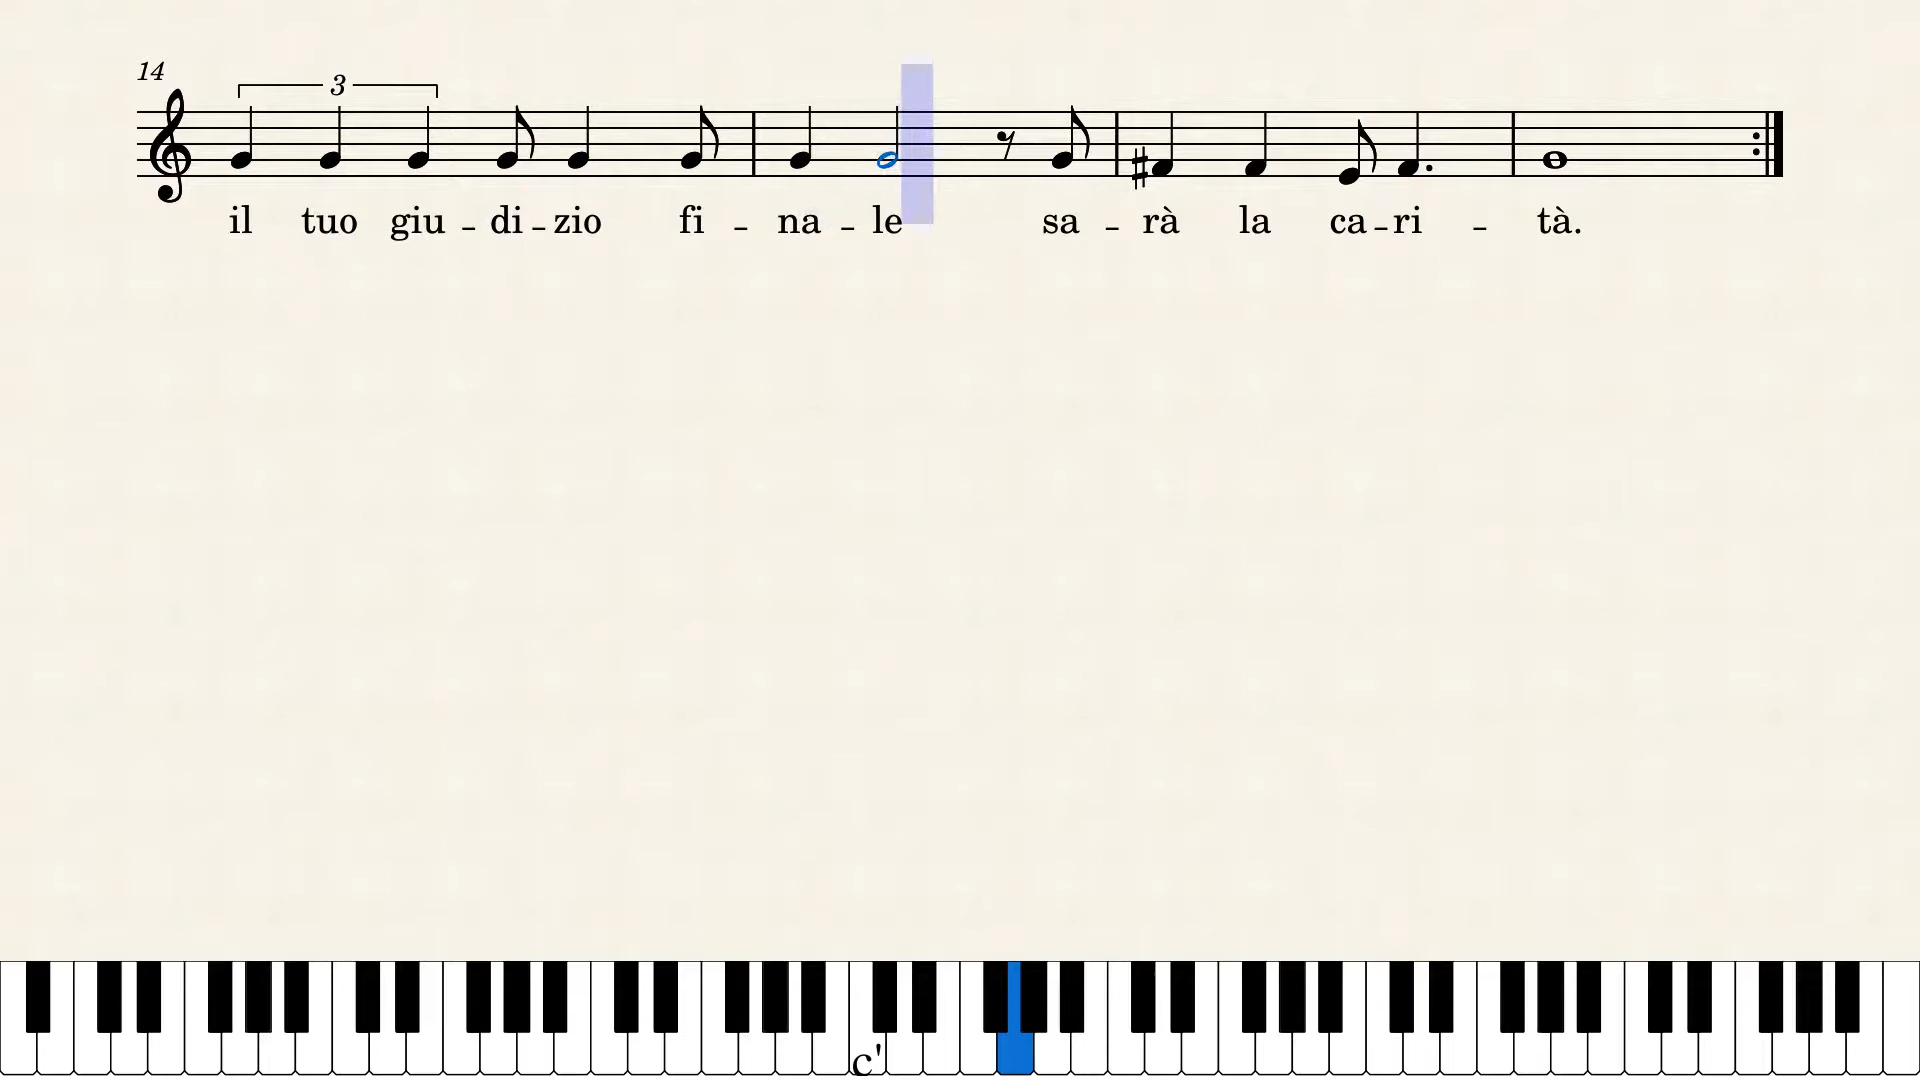 14
3
il tuo giu - di - zio fi - na - le sa - rà la ca - ri - tà.
c'